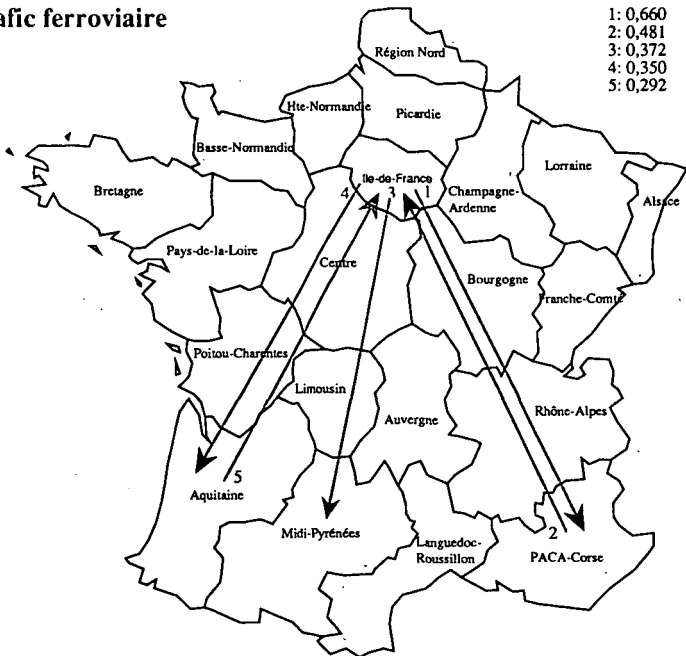 afic ferroviaire
1: 0,660
2: 0,481
3: 0,372
4: 0,350
5: 0,292
Région Nord
Hte-Normandie
Picardie
Basse-Normandie
Ile-de-France
Lorraine
Bretagne
4
3
1
Champagne-
Ardenne
Alsace
Pays-de-la-Loire
Centre
Bourgogne
Franche-Comté
Poitou-Charentes
Limousin
Auvergne
Rhône-Alpes
5
Aquitaine
Midi-Pyrénées
2
Languedoc-
Roussillon
PACA-Corse